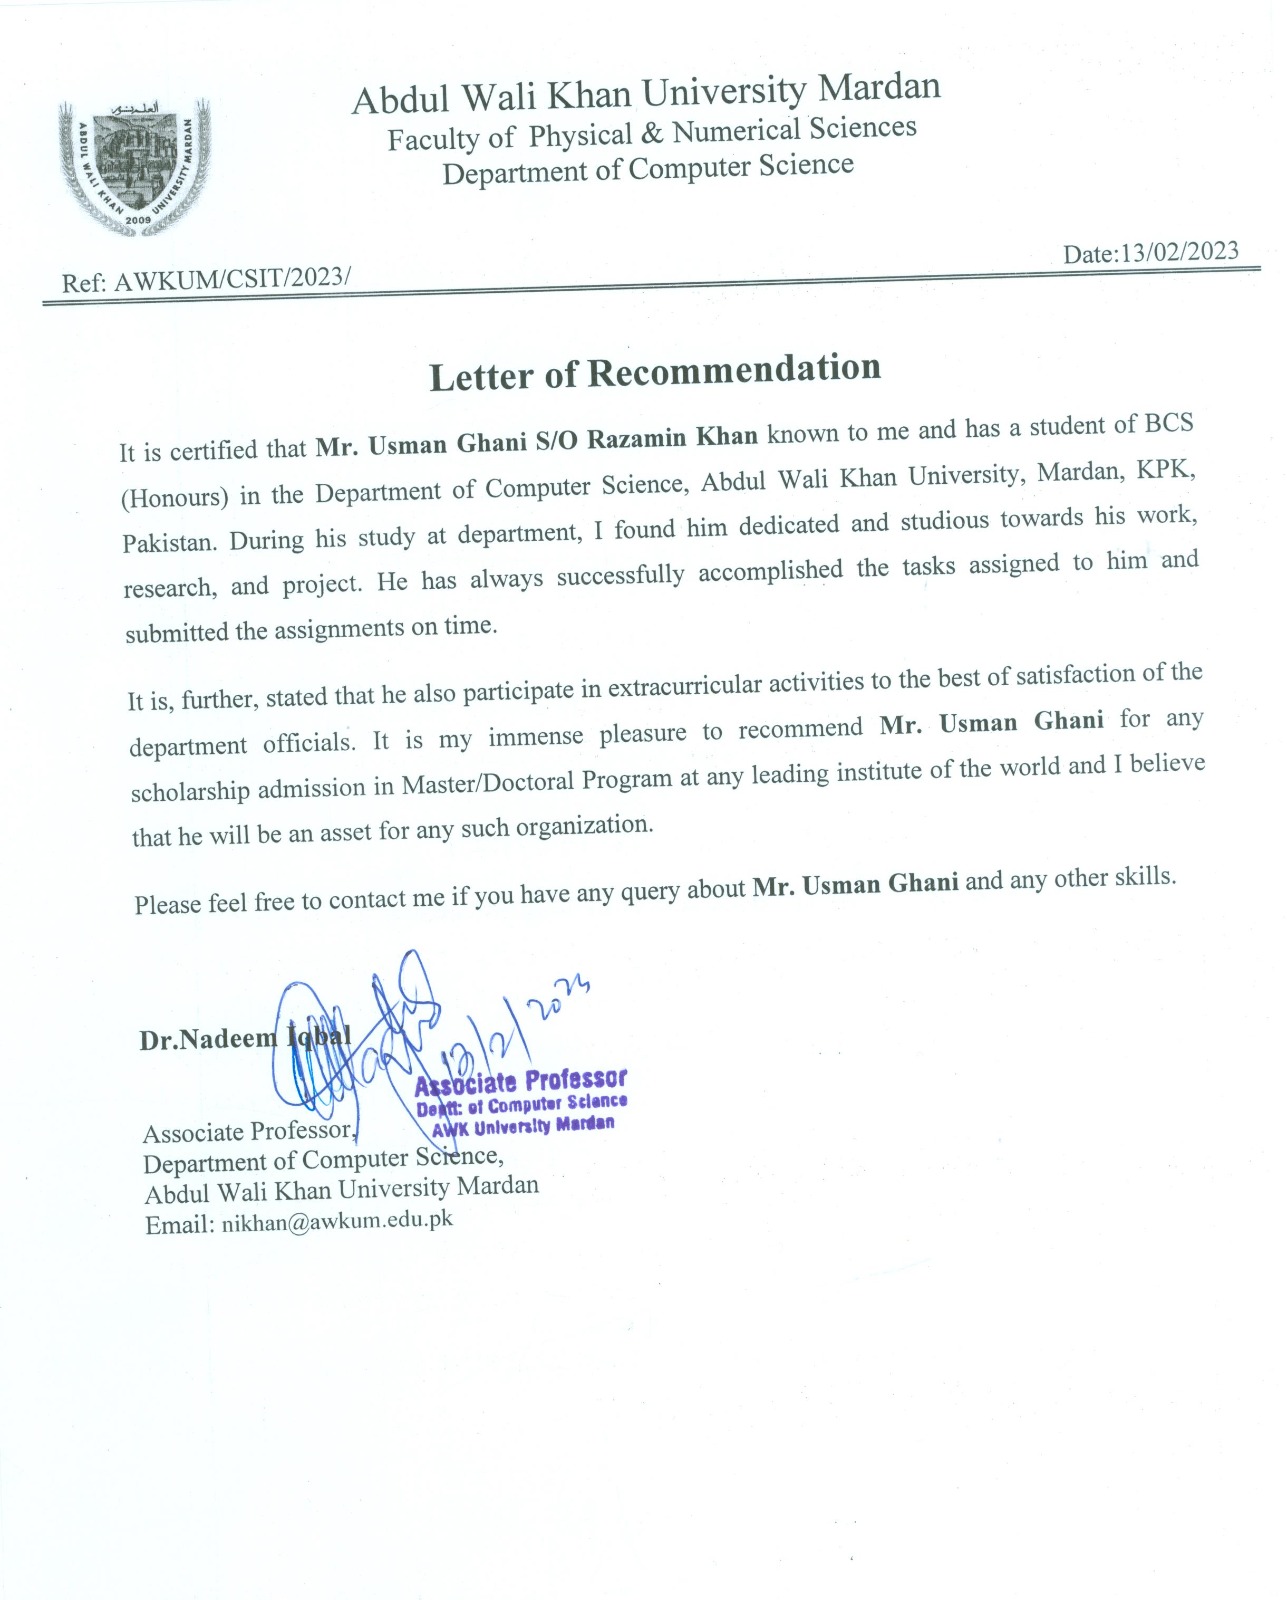 Abdul Wali Khan University Mardan
Faculty of Physical & Numerical Sciences
Department of Computer Science
ABDUL WALI KHAN UNIVERSITY MARDAN
2009
Date:13/02/2023
Ref: AWKUM/CSIT/2023/
Letter of Recommendation
It is certified that Mr. Usman Ghani S/O Razamin Khan known to me and has a student of BCS
(Honours) in the Department of Computer Science, Abdul Wali Khan University, Mardan, KPK,
Pakistan. During his study at department, I found him dedicated and studious towards his work,
research, and project. He has always successfully accomplished the tasks assigned to him and
submitted the assignments on time.
It is, further, stated that he also participate in extracurricular activities to the best of satisfaction of the
department officials. It is my immense pleasure to recommend Mr. Usman Ghani for any
scholarship admission in Master/Doctoral Program at any leading institute of the world and I believe
that he will be an asset for any such organization.
Please feel free to contact me if you have any query about Mr. Usman Ghani and any other skills.
Dr.Nadeem Iqbal
13/2/2023
Associate Professor
Deptt: of Computer Science
AWK University Mardan
Associate Professor,
Department of Computer Science,
Abdul Wali Khan University Mardan
Email: nikhan@awkum.edu.pk